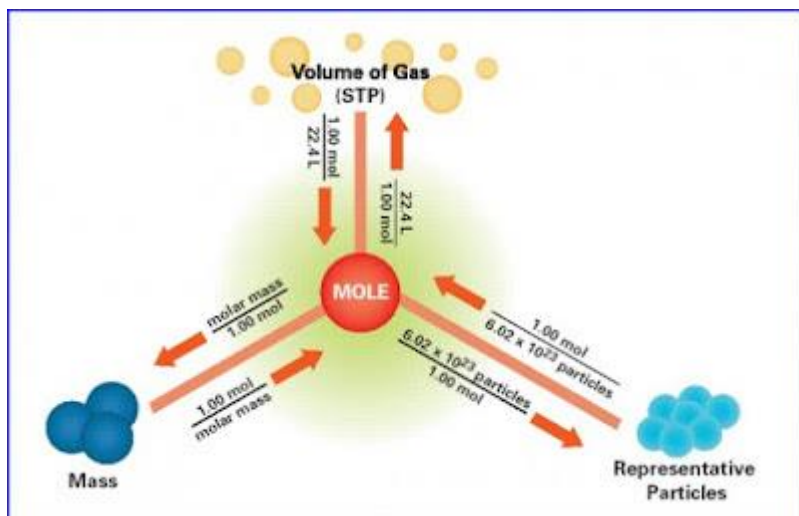 Volume of Gas
(STP)
1.00 mol
22.4 L
22.4 L
1.00 mol
MOLE
molar mass
1.00 mol
1.00 mol
molar mass
1.00 mol
6.02 x 10²³ particles
6.02 x 10²³ particles
1.00 mol
Mass
Representative
Particles